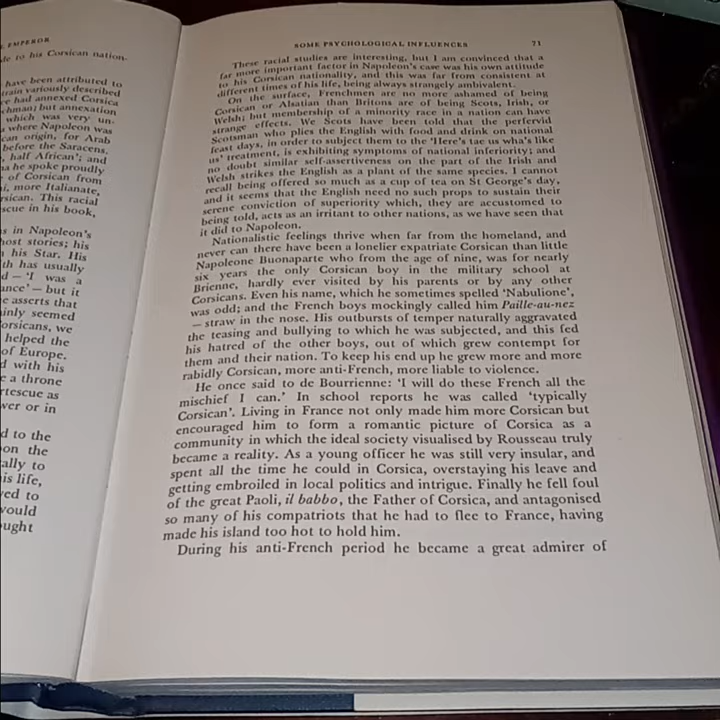 EMPEROR
de to his Corsican nation-
have been attributed to
train variously described
ce had annexed Corsica
chman; but annexation
which was very un-
a where Napoleon was
can origin, for Arab
before the Saracens,
, half African'; and
he spoke proudly
of Corsican from
more Italianate,
rsican. This racial
scue in his book,
s in Napoleon's
host stories; his
his Star. His
th has usually
d – 'I was a
ance' – but it
e asserts that
inly seemed
orsicans, we
helped the
of Europe.
d with his
e a throne
rtescue as
wer or in
d to the
on the
ally to
is life,
ved to
would
ught
SOME PSYCHOLOGICAL INFLUENCES 71
These racial studies are interesting, but I am convinced that a
far more important factor in Napoleon's case was his own attitude
to his Corsican nationality, and this was far from consistent at
different times of his life, being always strangely ambivalent.
On the surface, Frenchmen are no more ashamed of being
Corsican or Alsatian than Britons are of being Scots, Irish, or
Welsh; but membership of a minority race in a nation can have
strange effects. We Scots have been told that the perfervid
Scotsman who plies the English with food and drink on national
feast days, in order to subject them to the 'Here's tae us wha's like
us' treatment, is exhibiting symptoms of national inferiority; and
no doubt similar self-assertiveness on the part of the Irish and
Welsh strikes the English as a plant of the same species. I cannot
recall being offered so much as a cup of tea on St George's day,
and it seems that the English need no such props to sustain their
serene conviction of superiority which, they are accustomed to
being told, acts as an irritant to other nations, as we have seen that
it did to Napoleon.
Nationalistic feelings thrive when far from the homeland, and
never can there have been a lonelier expatriate Corsican than little
Napoleone Buonaparte who from the age of nine, was for nearly
six years the only Corsican boy in the military school at
Brienne, hardly ever visited by his parents or by any other
Corsicans. Even his name, which he sometimes spelled 'Nabulione',
was odd; and the French boys mockingly called him Paille-au-nez
– straw in the nose. His outbursts of temper naturally aggravated
the teasing and bullying to which he was subjected, and this fed
his hatred of the other boys, out of which grew contempt for
them and their nation. To keep his end up he grew more and more
rabidly Corsican, more anti-French, more liable to violence.
He once said to de Bourrienne: 'I will do these French all the
mischief I can.' In school reports he was called 'typically
Corsican'. Living in France not only made him more Corsican but
encouraged him to form a romantic picture of Corsica as a
community in which the ideal society visualised by Rousseau truly
became a reality. As a young officer he was still very insular, and
spent all the time he could in Corsica, overstaying his leave and
getting embroiled in local politics and intrigue. Finally he fell foul
of the great Paoli, il babbo, the Father of Corsica, and antagonised
so many of his compatriots that he had to flee to France, having
made his island too hot to hold him.
During his anti-French period he became a great admirer of